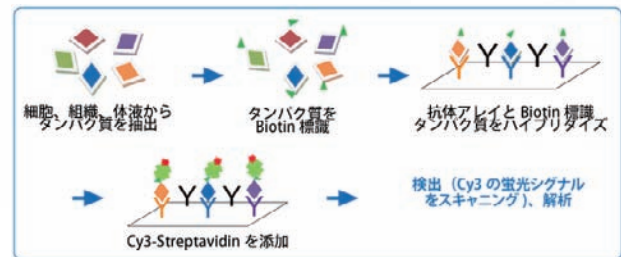 細胞、組織、体液から
タンパク質を抽出
タンパク質を
Biotin 標識
抗体アレイと Biotin 標識
タンパク質をハイブリダイズ
Cy3-Streptavidin を添加
検出（Cy3 の蛍光シグナル
をスキャニング）、解析